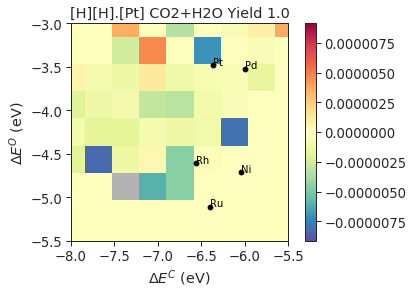 [H][H].[Pt] CO2+H2O Yield 1.0
−3.0
−3.5
−4.0
−4.5
−5.0
−5.5
ΔE^O (eV)
Pt
Pd
Rh
Ni
Ru
−8.0 −7.5 −7.0 −6.5 −6.0 −5.5
ΔE^C (eV)
0.0000075
0.0000050
0.0000025
0.0000000
−0.0000025
−0.0000050
−0.0000075